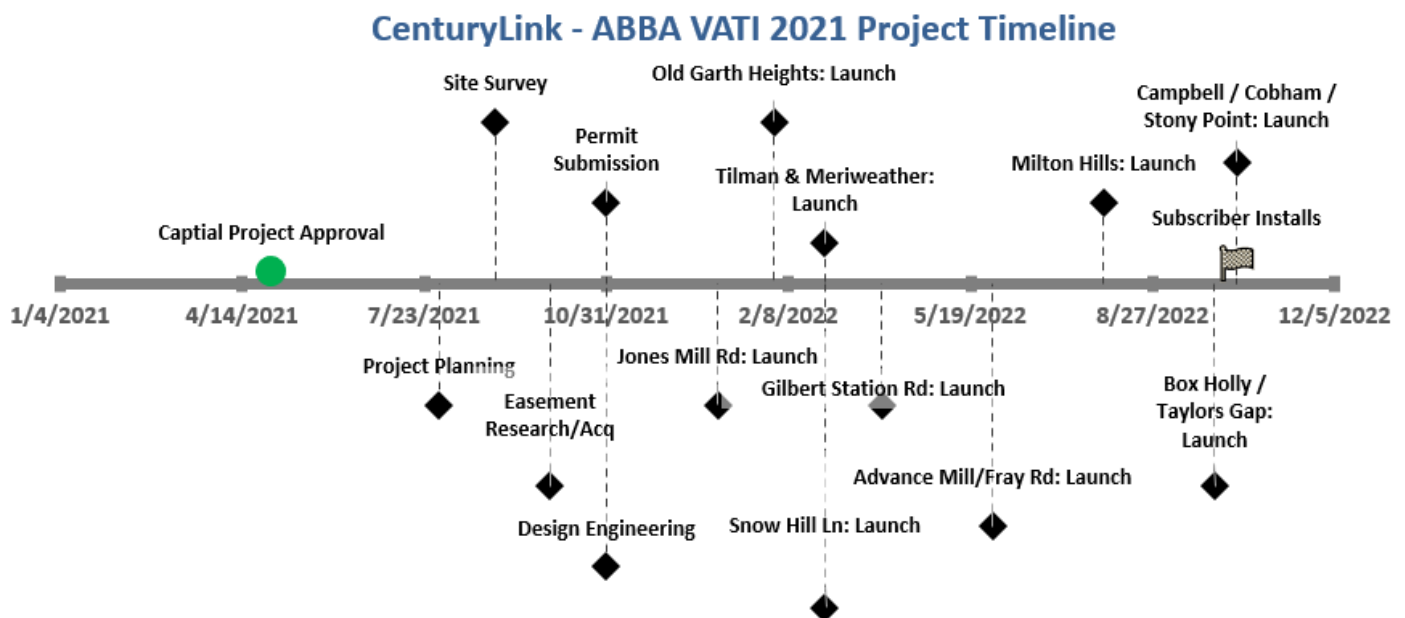 CenturyLink - ABBA VATI 2021 Project Timeline
Site Survey
Old Garth Heights: Launch
Campbell / Cobham /
Stony Point: Launch
Permit
Submission
Tilman & Meriweather:
Launch
Milton Hills: Launch
Captial Project Approval
Subscriber Installs
1/4/2021
4/14/2021
7/23/2021
10/31/2021
2/8/2022
5/19/2022
8/27/2022
12/5/2022
Project Planning
Jones Mill Rd: Launch
Gilbert Station Rd: Launch
Box Holly /
Taylors Gap:
Launch
Easement
Research/Acq
Advance Mill/Fray Rd: Launch
Design Engineering
Snow Hill Ln: Launch